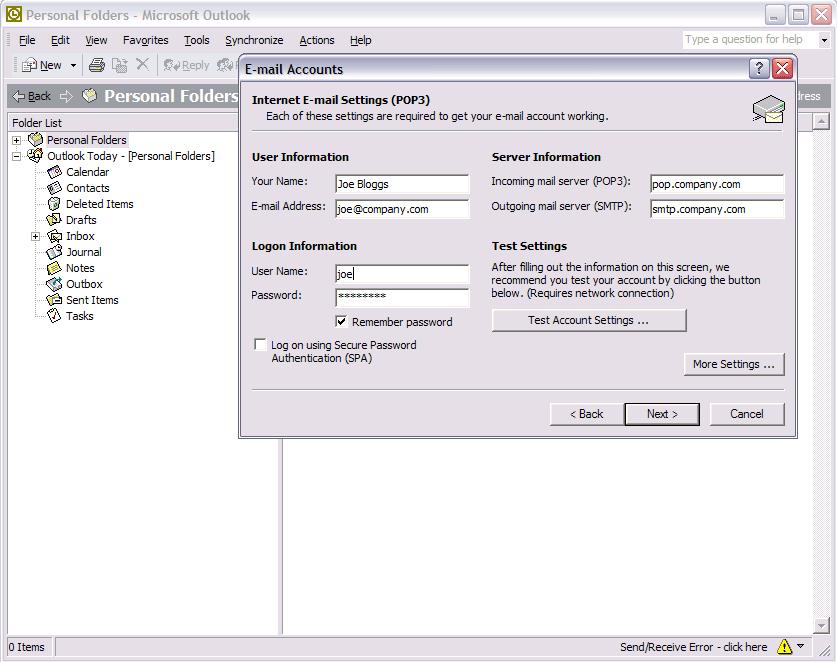 Personal Folders - Microsoft Outlook
File Edit View Favorites Tools Synchronize Actions Help
Type a question for help
New Reply
Back Personal Folders
dress
Folder List
Personal Folders
Outlook Today - [Personal Folders]
Calendar
Contacts
Deleted Items
Drafts
Inbox
Journal
Notes
Outbox
Sent Items
Tasks
E-mail Accounts
Internet E-mail Settings (POP3)
Each of these settings are required to get your e-mail account working.
User Information
Your Name: Joe Bloggs
E-mail Address: joe@company.com
Server Information
Incoming mail server (POP3): pop.company.com
Outgoing mail server (SMTP): smtp.company.com
Logon Information
User Name: joe
Password: ********
Remember password
Log on using Secure Password
Authentication (SPA)
Test Settings
After filling out the information on this screen, we
recommend you test your account by clicking the button
below. (Requires network connection)
Test Account Settings ...
More Settings ...
< Back Next > Cancel
0 Items
Send/Receive Error - click here